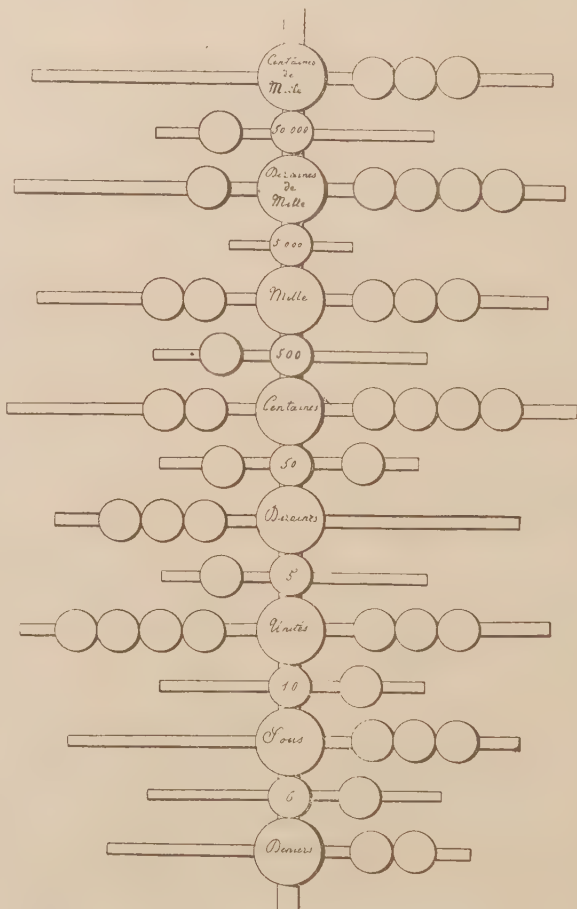 Centaines
de
Mille
50 000
Dizaines
de
Mille
5 000
Mille
500
Centaines
50
Dizaines
5
Unités
10
Sous
6
Deniers